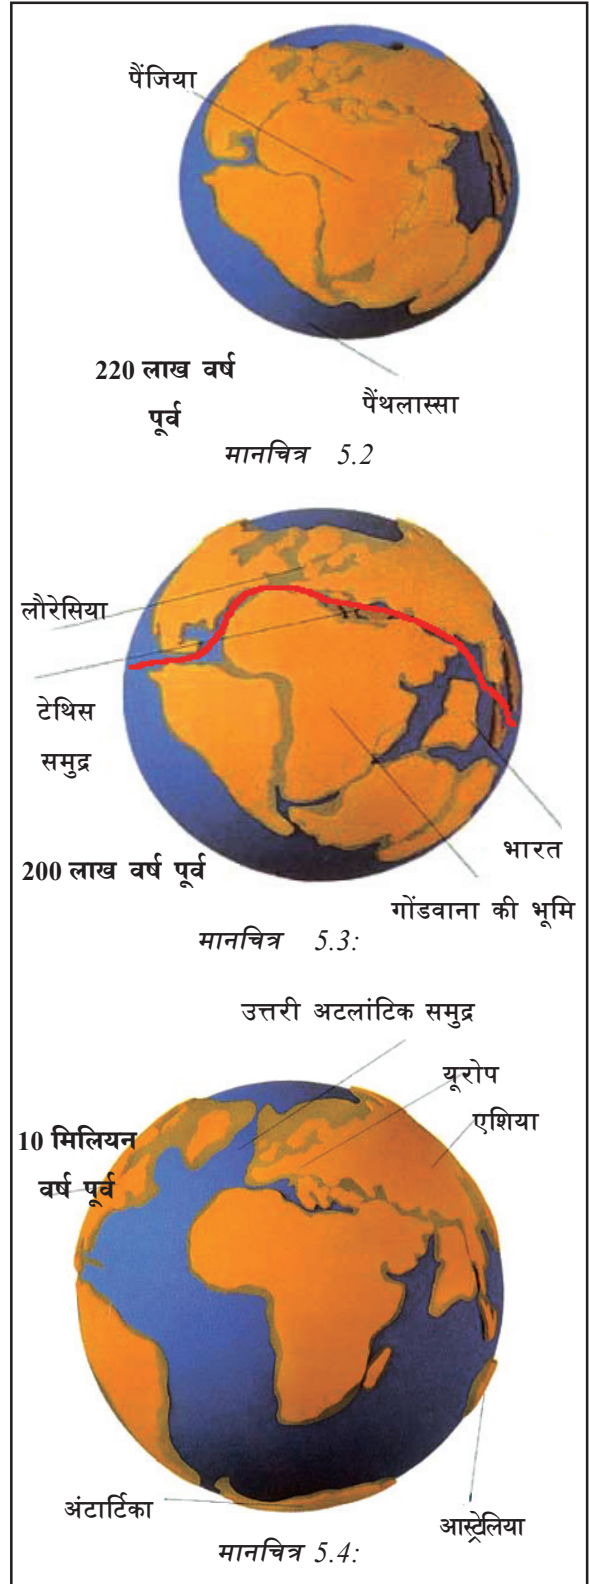 पैंजिया
220 लाख वर्ष
पूर्व
पैंथलास्सा
मानचित्र 5.2
लौरेसिया
टेथिस
समुद्र
भारत
200 लाख वर्ष पूर्व
गोंडवाना की भूमि
मानचित्र 5.3:
उत्तरी अटलांटिक समुद्र
यूरोप
एशिया
10 मिलियन
वर्ष पूर्व
अंटार्टिका
आस्ट्रेलिया
मानचित्र 5.4: